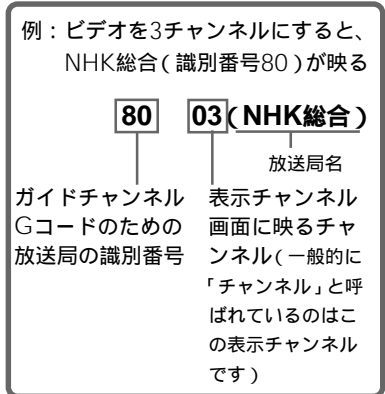 例：ビデオを3チャンネルにすると、
NHK総合(識別番号80)が映る
80 03(NHK総合)
放送局名
ガイドチャンネル
Gコードのための
放送局の識別番号
表示チャンネル
画面に映るチャ
ンネル(一般的に
「チャンネル」と呼
ばれているのはこ
の表示チャンネル
です)